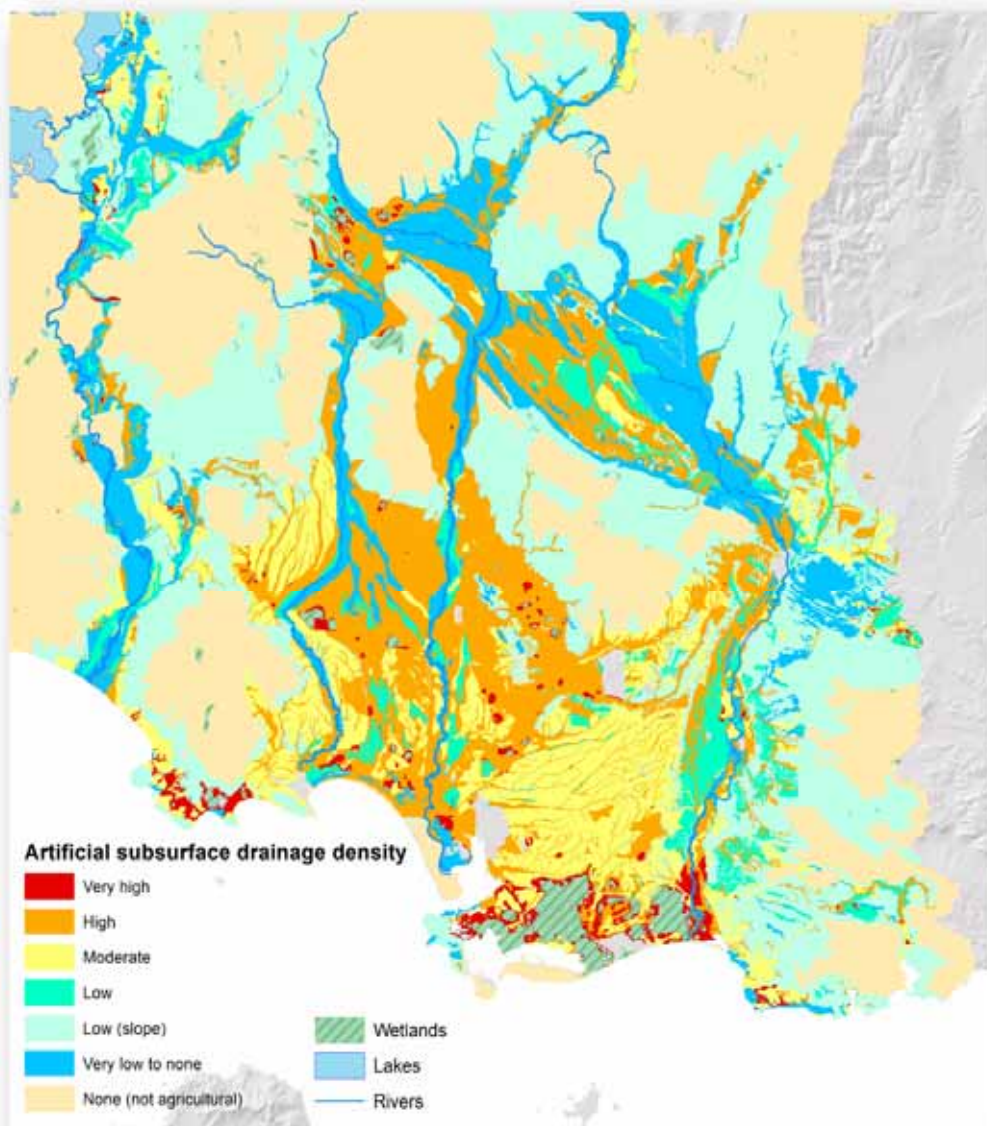 Artificial subsurface drainage density
Very high
High
Moderate
Low
Low (slope)
Very low to none
None (not agricultural)
Wetlands
Lakes
Rivers